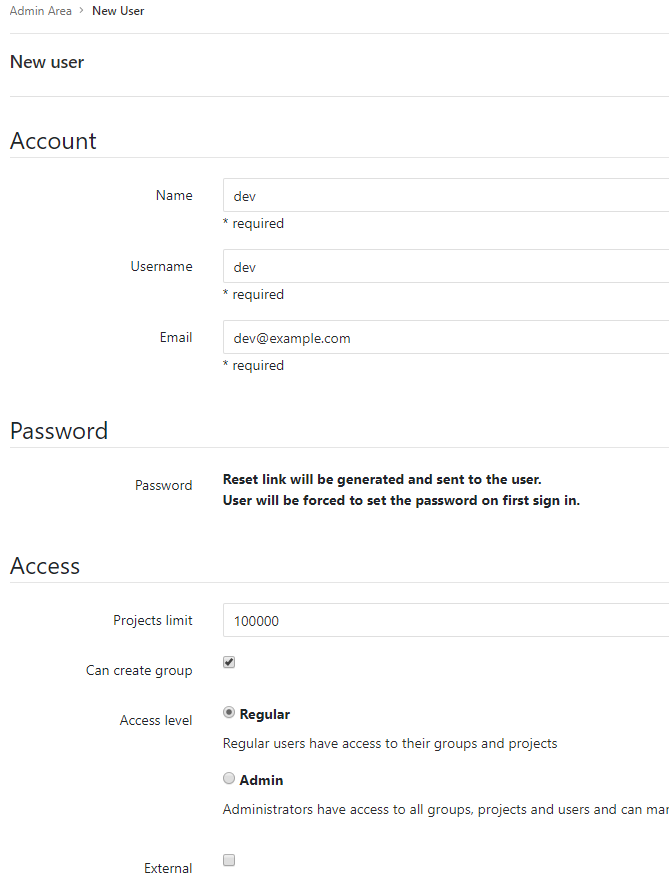 Admin Area > New User
New user
Account
Name
dev
* required
Username
dev
* required
Email
dev@example.com
* required
Password
Password
Reset link will be generated and sent to the user.
User will be forced to set the password on first sign in.
Access
Projects limit
100000
Can create group
Access level
Regular
Regular users have access to their groups and projects
Admin
Administrators have access to all groups, projects and users and can
External